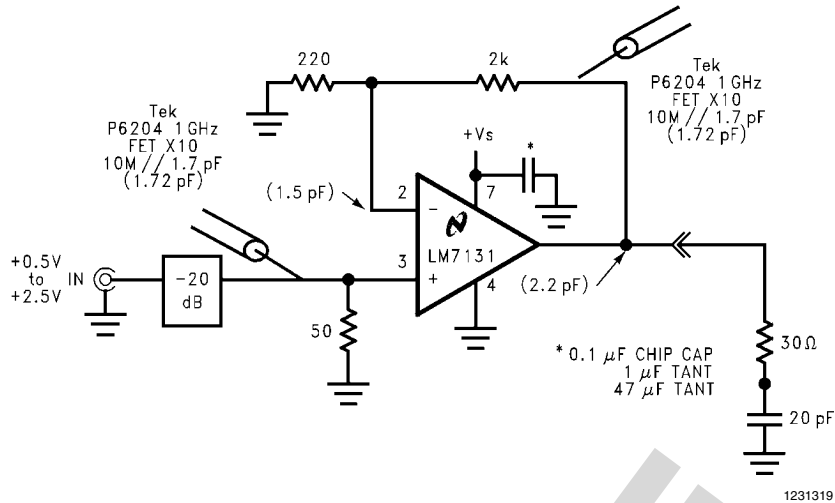 220
2k
Tek
P6204 1GHz
FET X10
10M // 1.7 pF
(1.72 pF)
Tek
P6204 1GHz
FET X10
10M // 1.7 pF
(1.72 pF)
+Vs
*
(1.5 pF)
2
7
-
LM7131
3
+
4
+0.5V
to
+2.5V
IN
-20
dB
50
(2.2 pF)
* 0.1 µF CHIP CAP
1 µF TANT
47 µF TANT
30Ω
20 pF
1231319